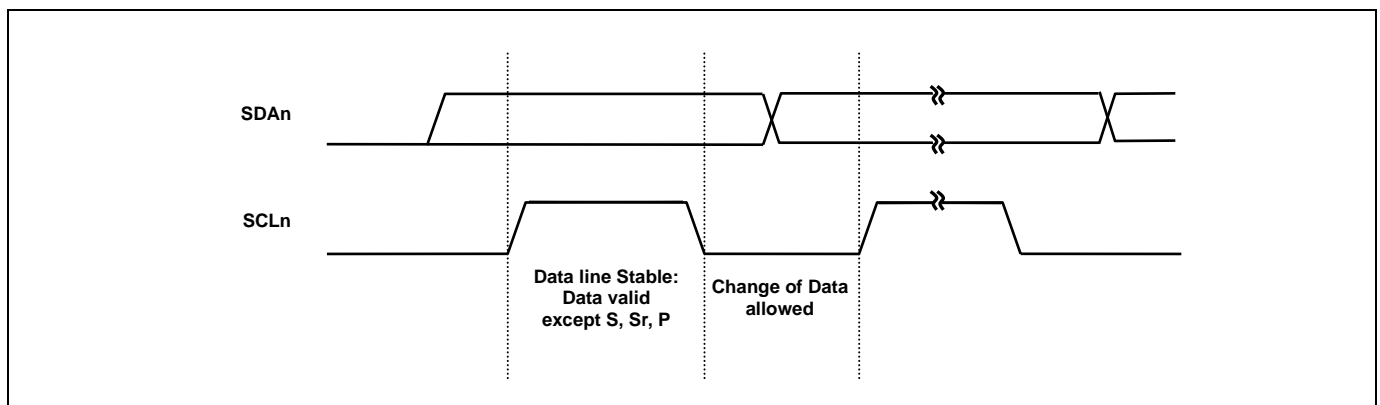 SDAn
SCLn
Data line Stable:
Data valid
except S, Sr, P
Change of Data
allowed